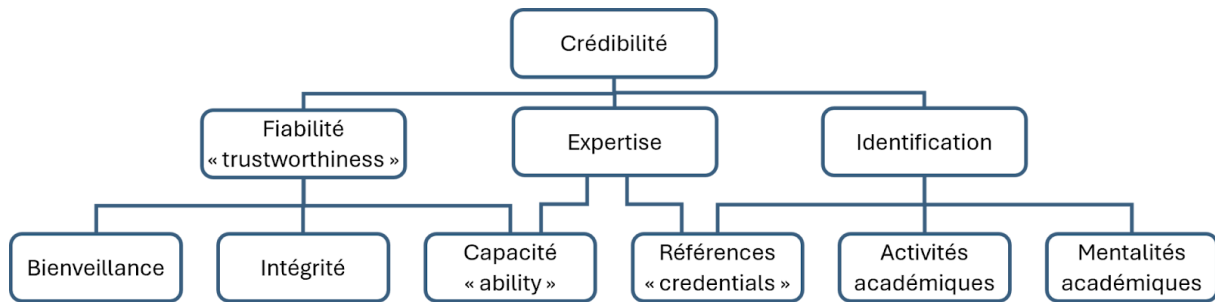 Crédibilité
Fiabilité
« trustworthiness »
Expertise
Identification
Bienveillance
Intégrité
Capacité
« ability »
Références
« credentials »
Activités
académiques
Mentalités
académiques